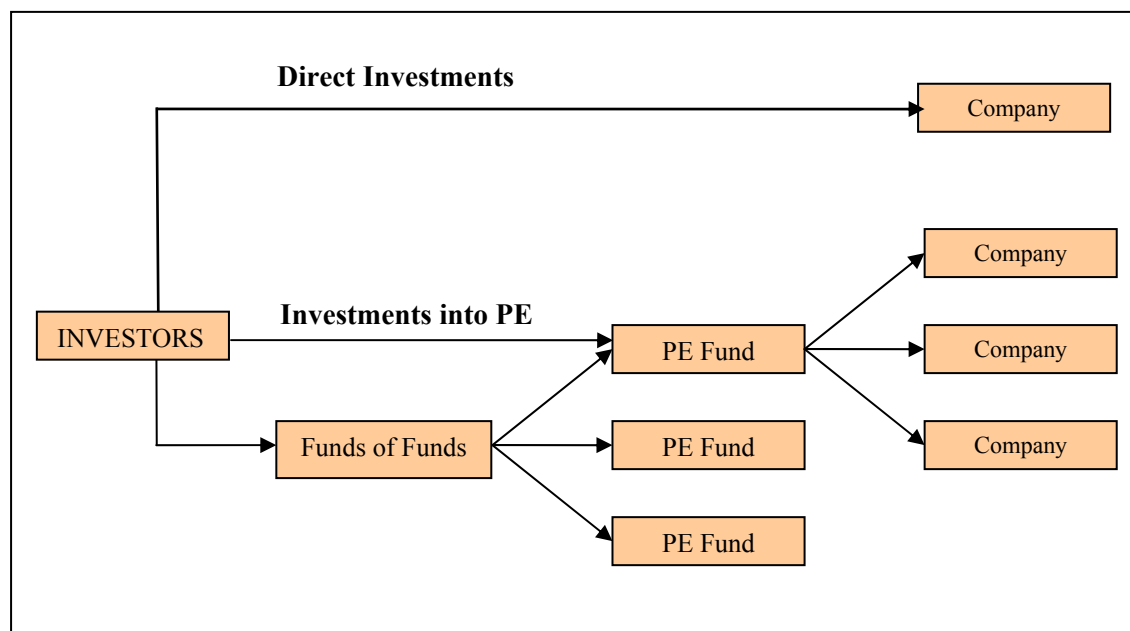 Direct Investments
Company
Company
Investments into PE
INVESTORS
PE Fund
Company
Funds of Funds
PE Fund
Company
PE Fund